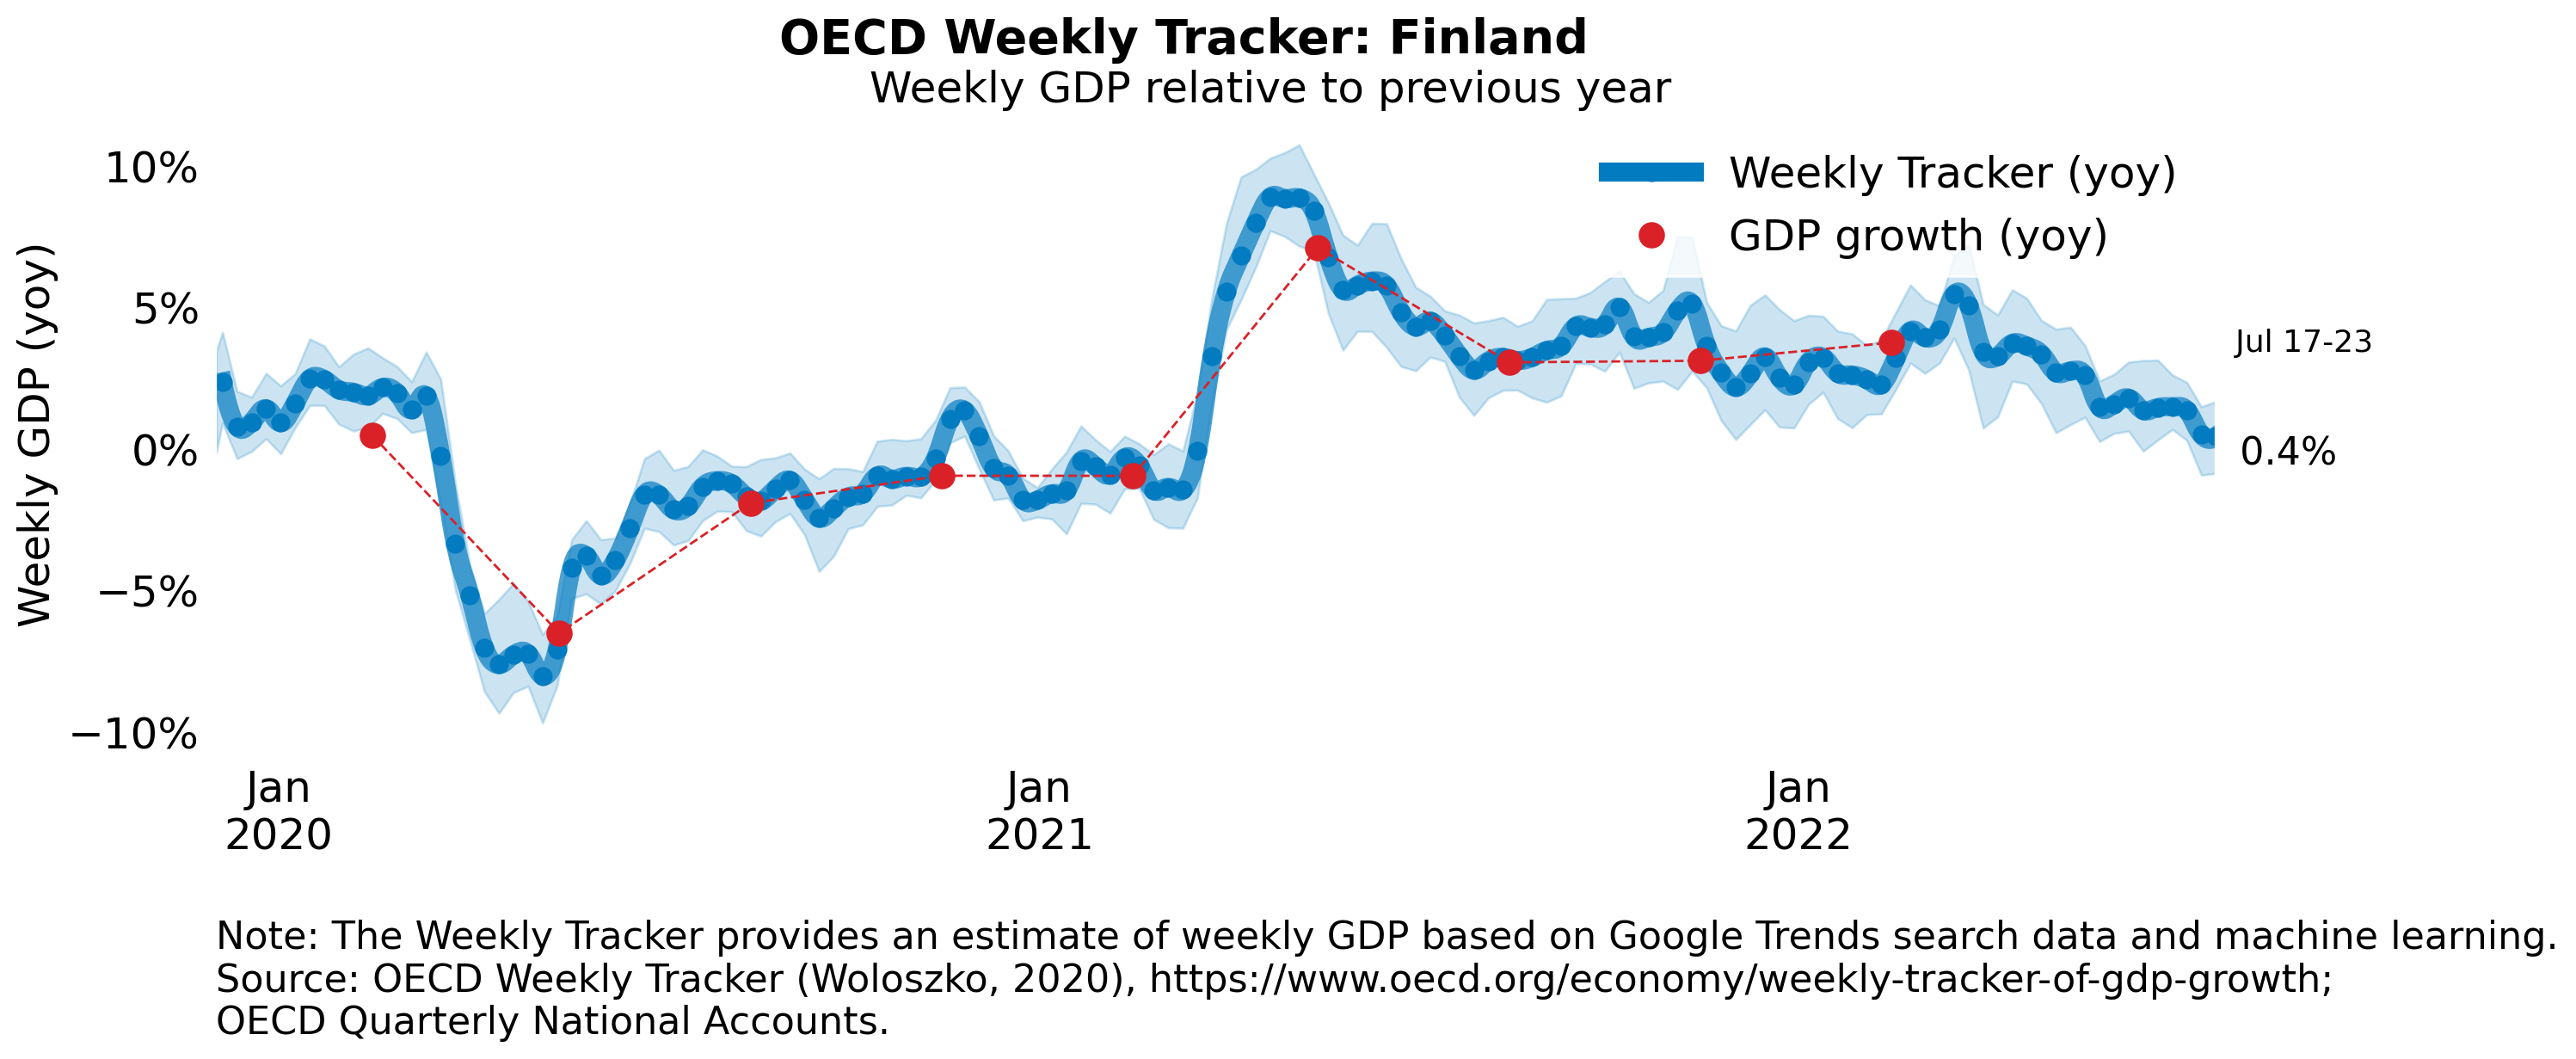 OECD Weekly Tracker: Finland
Weekly GDP relative to previous year
Weekly Tracker (yoy)
GDP growth (yoy)
Weekly GDP (yoy)
10%
5%
0%
−5%
−10%
Jul 17-23
0.4%
Jan
2020
Jan
2021
Jan
2022
Note: The Weekly Tracker provides an estimate of weekly GDP based on Google Trends search data and machine learning.
Source: OECD Weekly Tracker (Woloszko, 2020), https://www.oecd.org/economy/weekly-tracker-of-gdp-growth;
OECD Quarterly National Accounts.